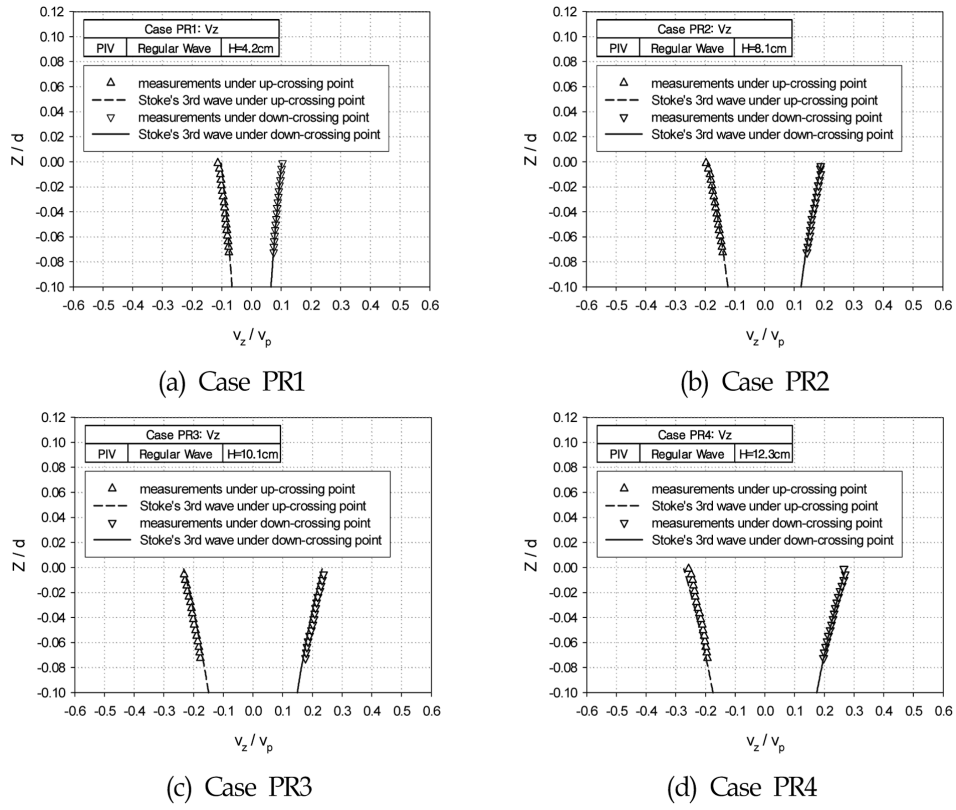 Case PR1: Vz
PIV Regular Wave H=4.2cm
measurements under up-crossing point
Stoke's 3rd wave under up-crossing point
measurements under down-crossing point
Stoke's 3rd wave under down-crossing point
0.12
0.10
0.08
0.06
0.04
0.02
0.00
-0.02
-0.04
-0.06
-0.08
-0.10
Z / d
-0.6 -0.5 -0.4 -0.3 -0.2 -0.1 0.0 0.1 0.2 0.3 0.4 0.5 0.6
vz / vp
(a) Case PR1
Case PR2: Vz
PIV Regular Wave H=8.1cm
measurements under up-crossing point
Stoke's 3rd wave under up-crossing point
measurements under down-crossing point
Stoke's 3rd wave under down-crossing point
0.12
0.10
0.08
0.06
0.04
0.02
0.00
-0.02
-0.04
-0.06
-0.08
-0.10
Z / d
-0.6 -0.5 -0.4 -0.3 -0.2 -0.1 0.0 0.1 0.2 0.3 0.4 0.5 0.6
vz / vp
(b) Case PR2
Case PR3: Vz
PIV Regular Wave H=10.1cm
measurements under up-crossing point
Stoke's 3rd wave under up-crossing point
measurements under down-crossing point
Stoke's 3rd wave under down-crossing point
0.12
0.10
0.08
0.06
0.04
0.02
0.00
-0.02
-0.04
-0.06
-0.08
-0.10
Z / d
-0.6 -0.5 -0.4 -0.3 -0.2 -0.1 0.0 0.1 0.2 0.3 0.4 0.5 0.6
vz / vp
(c) Case PR3
Case PR4: Vz
PIV Regular Wave H=12.3cm
measurements under up-crossing point
Stoke's 3rd wave under up-crossing point
measurements under down-crossing point
Stoke's 3rd wave under down-crossing point
0.12
0.10
0.08
0.06
0.04
0.02
0.00
-0.02
-0.04
-0.06
-0.08
-0.10
Z / d
-0.6 -0.5 -0.4 -0.3 -0.2 -0.1 0.0 0.1 0.2 0.3 0.4 0.5 0.6
vz / vp
(d) Case PR4